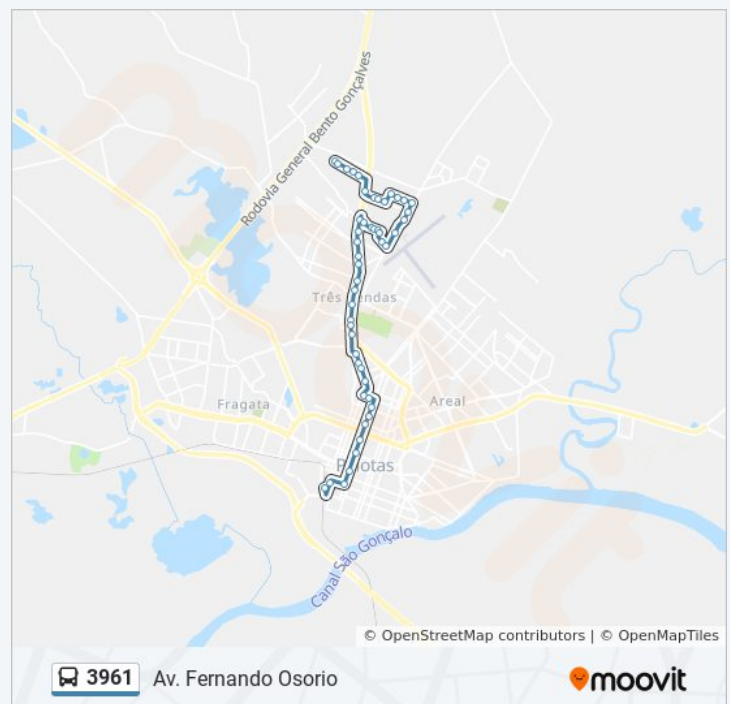 Rodovia General Bento Gonçalves
Três Vendas
Fragata
Areal
Pelotas
Canal São Gonçalo
© OpenStreetMap contributors | © OpenMapTiles
3961 Av. Fernando Osorio
moovit